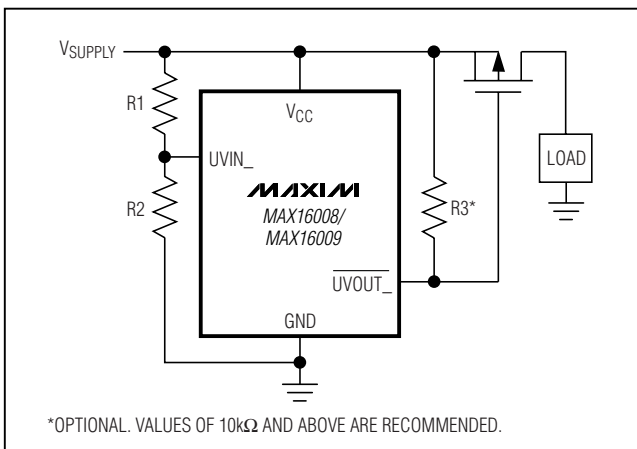 VSUPPLY
R1
VCC
UVIN_
LOAD
R2
MAXIM
MAX16008/
MAX16009
R3*
UVOUT_
GND
*OPTIONAL. VALUES OF 10kΩ AND ABOVE ARE RECOMMENDED.